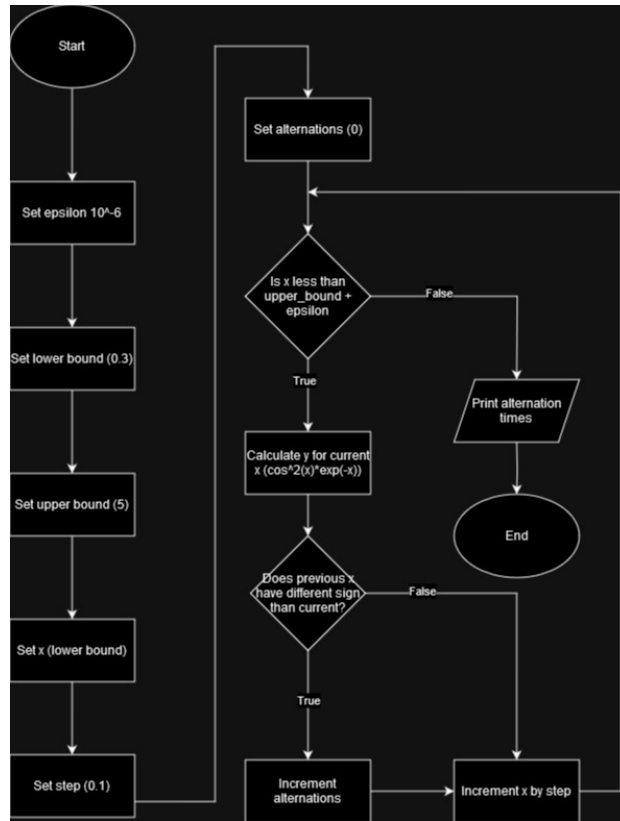 Start
Set epsilon 10^-6
Set lower bound (0.3)
Set upper bound (5)
Set x (lower bound)
Set step (0.1)
Set alternations (0)
Is x less than
upper_bound +
epsilon
False
True
Print alternation
times
End
Calculate y for current
x (cos^2(x)*exp(-x))
Does previous x
have different sign
than current?
False
True
Increment
alternations
Increment x by step